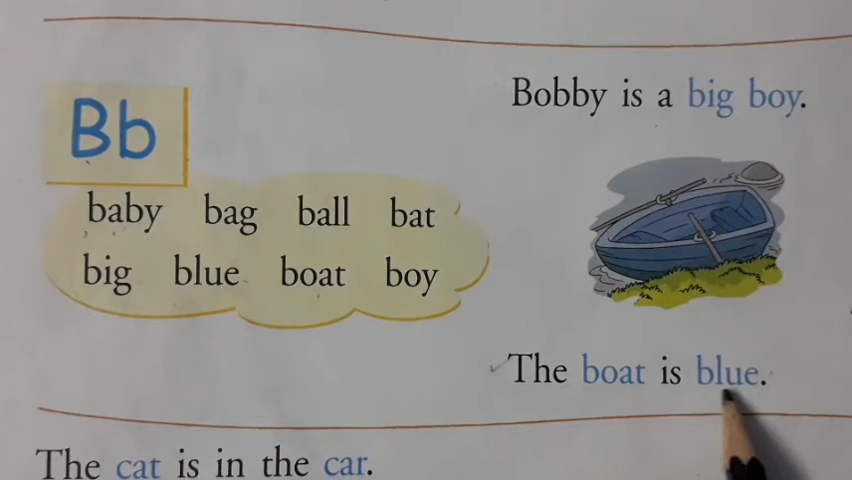 Bobby is a big boy.
Bb
baby bag ball bat
big blue boat boy
The boat is blue.
The cat is in the car.